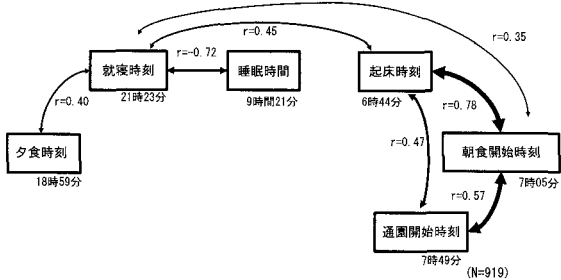 r=0.45
r=0.35
r=-0.72
就寝時刻
睡眠時間
起床時刻
21時23分
9時間21分
6時44分
r=0.40
r=0.78
r=0.47
夕食時刻
朝食開始時刻
18時59分
7時05分
r=0.57
通園開始時刻
7時49分
(N=919)